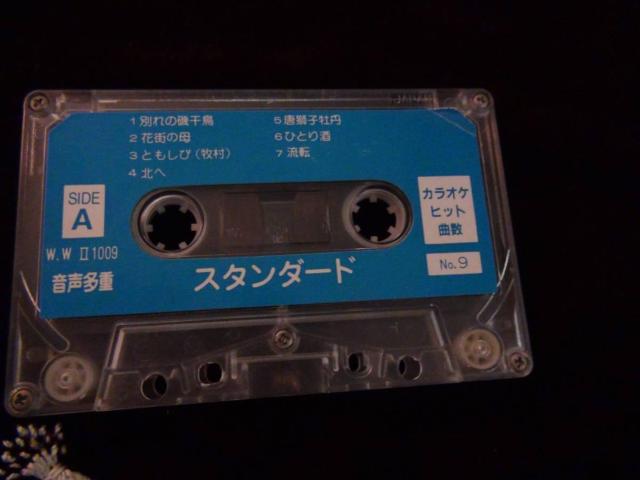 1 別れの磯千鳥
2 花街の母
3 ともしび(牧村)
4 北へ
5 唐獅子牡丹
6 ひとり酒
7 流転
SIDE
A
カラオケ
ヒット
曲数
W.W Ⅱ 1009
音声多重
スタンダード
No.9